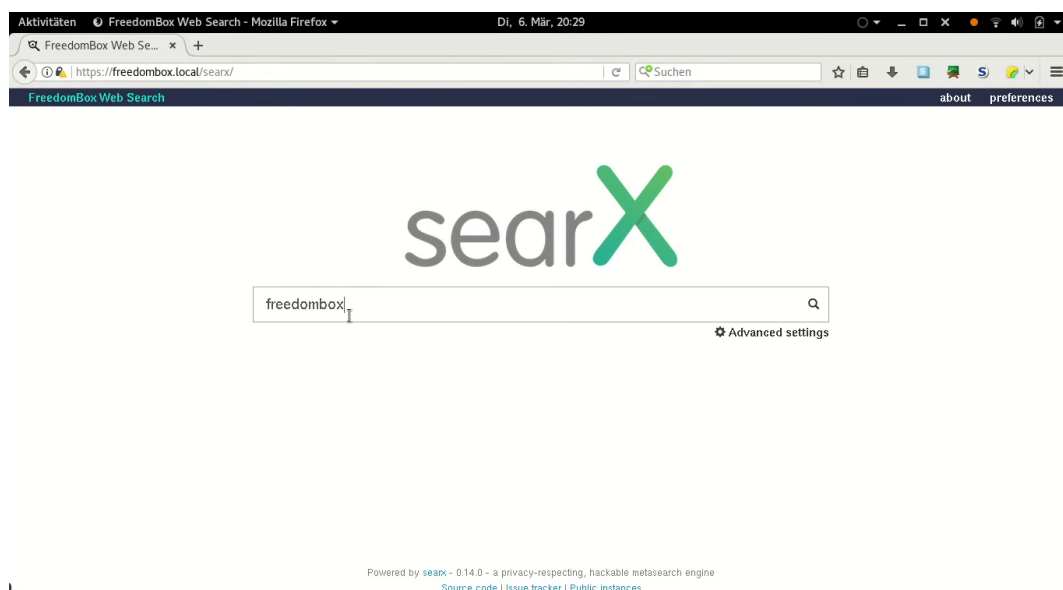 Aktivitäten FreedomBox Web Search - Mozilla Firefox Di, 6. Mär, 20:29
FreedomBox Web Se...
https://freedombox.local/searx/ Suchen
FreedomBox Web Search about preferences
searX
freedombox
Advanced settings
Powered by searx - 0.14.0 - a privacy-respecting, hackable metasearch engine
Source code | Issue tracker | Public instances